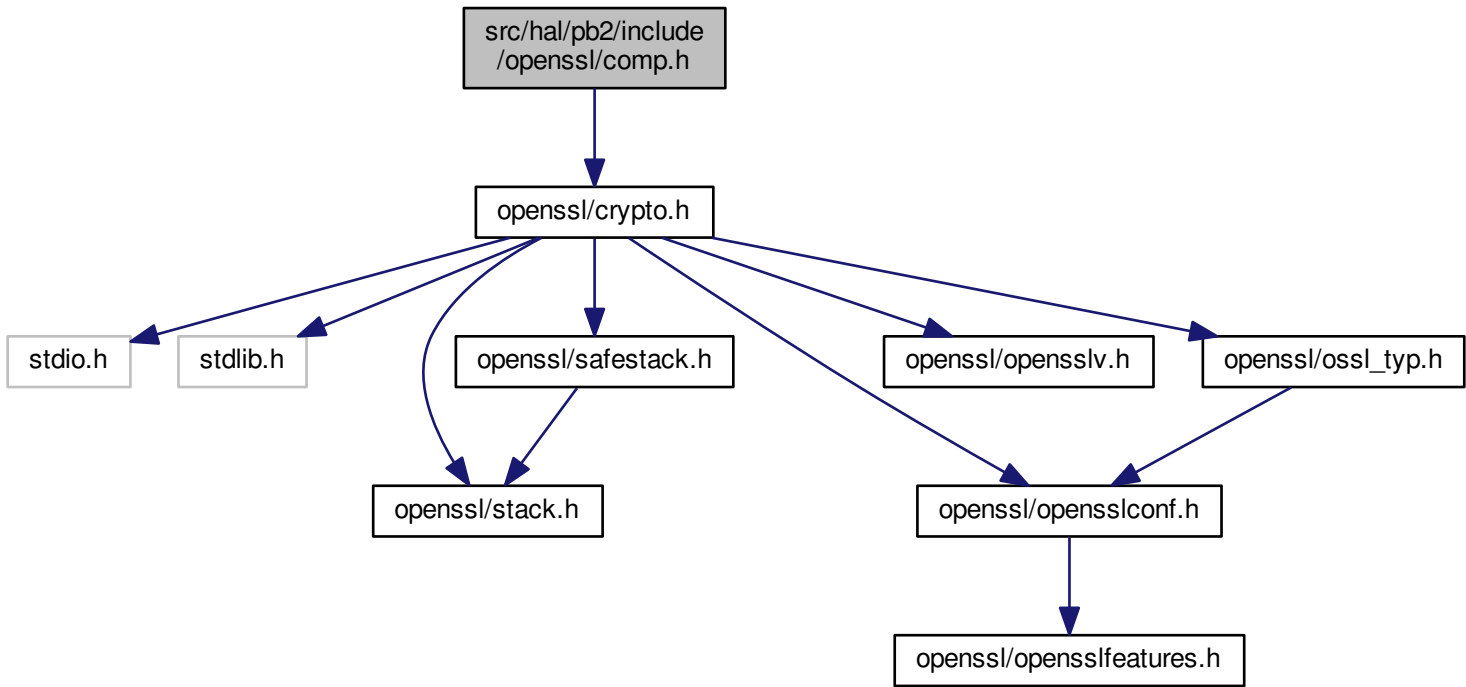 src/hal/pb2/include
/openssl/comp.h
openssl/crypto.h
stdio.h
stdlib.h
openssl/safestack.h
openssl/opensslv.h
openssl/ossl_typ.h
openssl/stack.h
openssl/opensslconf.h
openssl/opensslfeatures.h